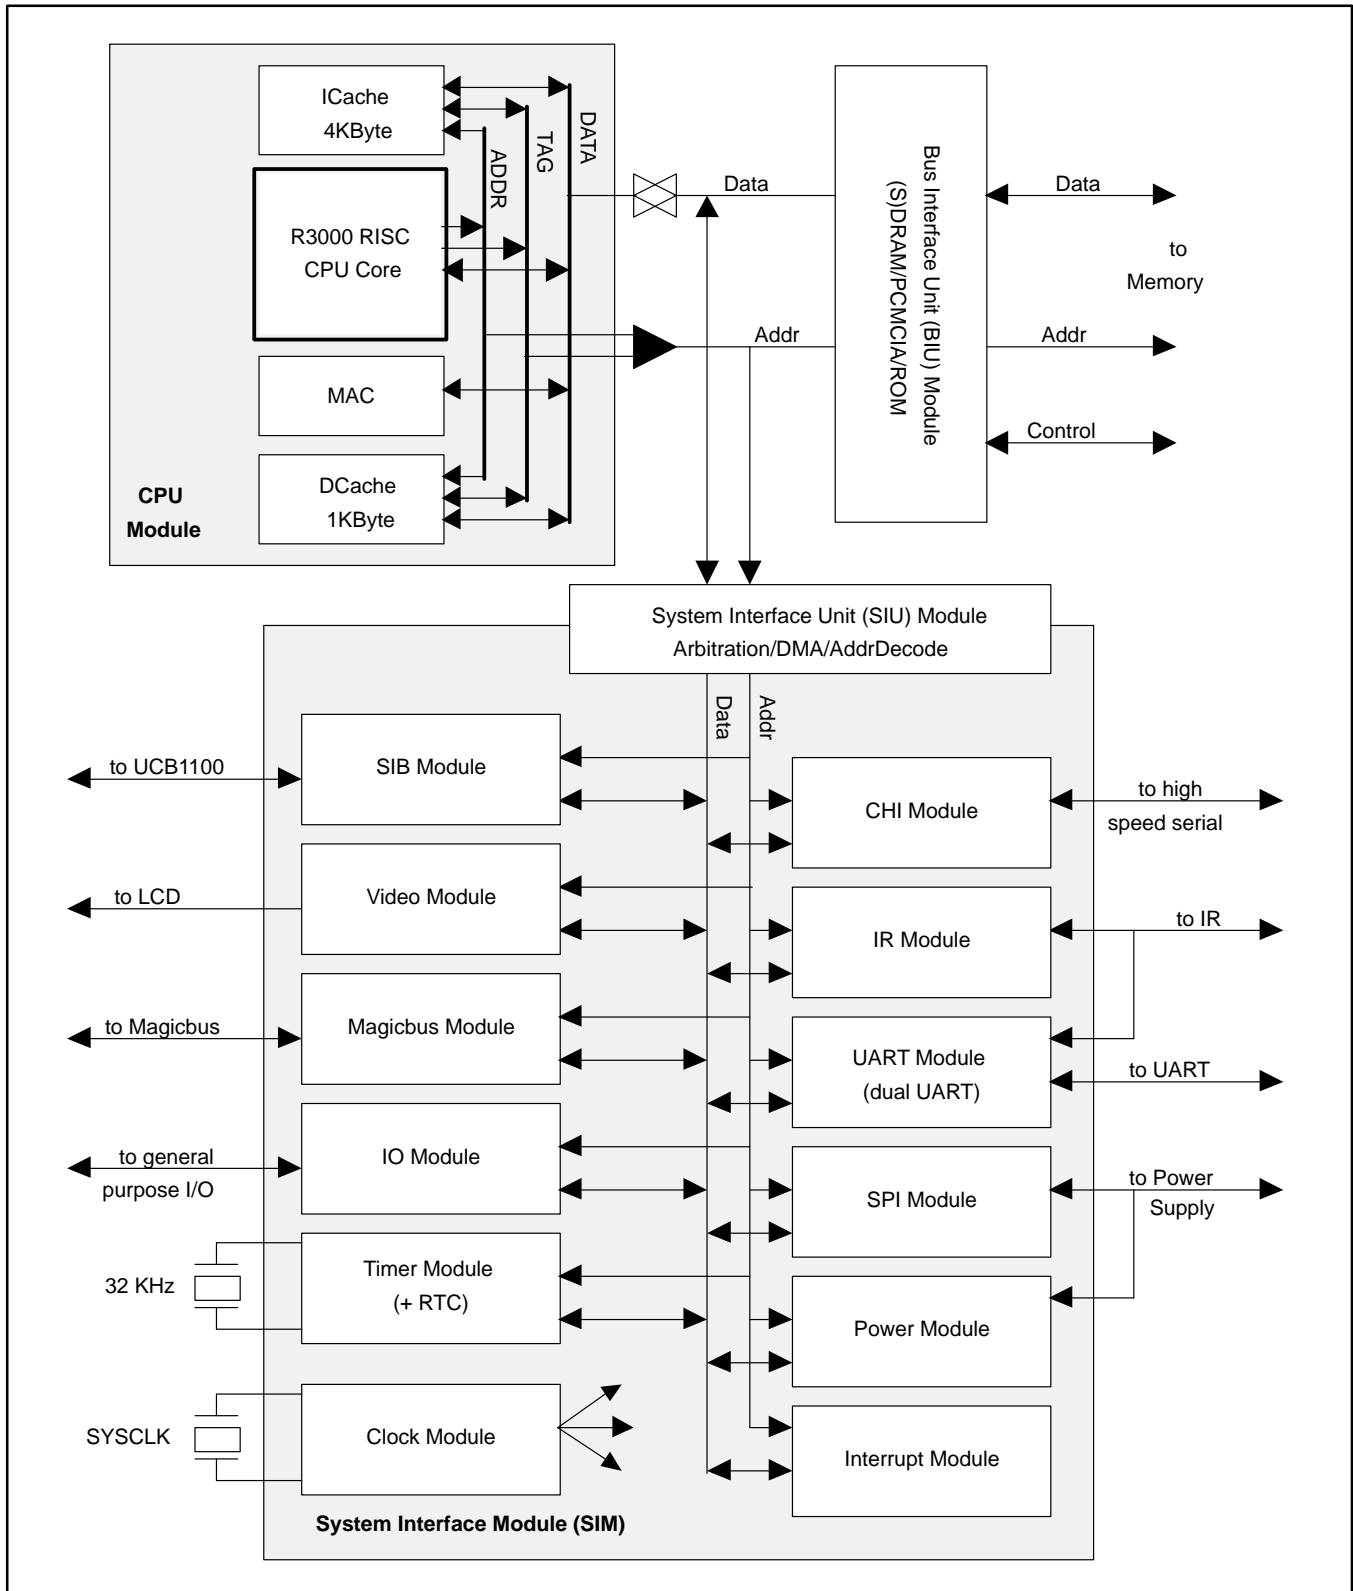 ICache
4KByte
DATA
TAG
ADDR
R3000 RISC
CPU Core
MAC
DCache
1KByte
CPU
Module
Data
Addr
Bus Interface Unit (BIU) Module
(S)DRAM/PCMCIA/ROM
Data
to
Memory
Addr
Control
System Interface Unit (SIU) Module
Arbitration/DMA/AddrDecode
Data
Addr
to UCB1100
SIB Module
CHI Module
to high
speed serial
to LCD
Video Module
IR Module
to IR
to Magicbus
Magicbus Module
UART Module
(dual UART)
to UART
to general
purpose I/O
IO Module
SPI Module
to Power
Supply
32 KHz
Timer Module
(+ RTC)
Power Module
SYSCLK
Clock Module
Interrupt Module
System Interface Module (SIM)